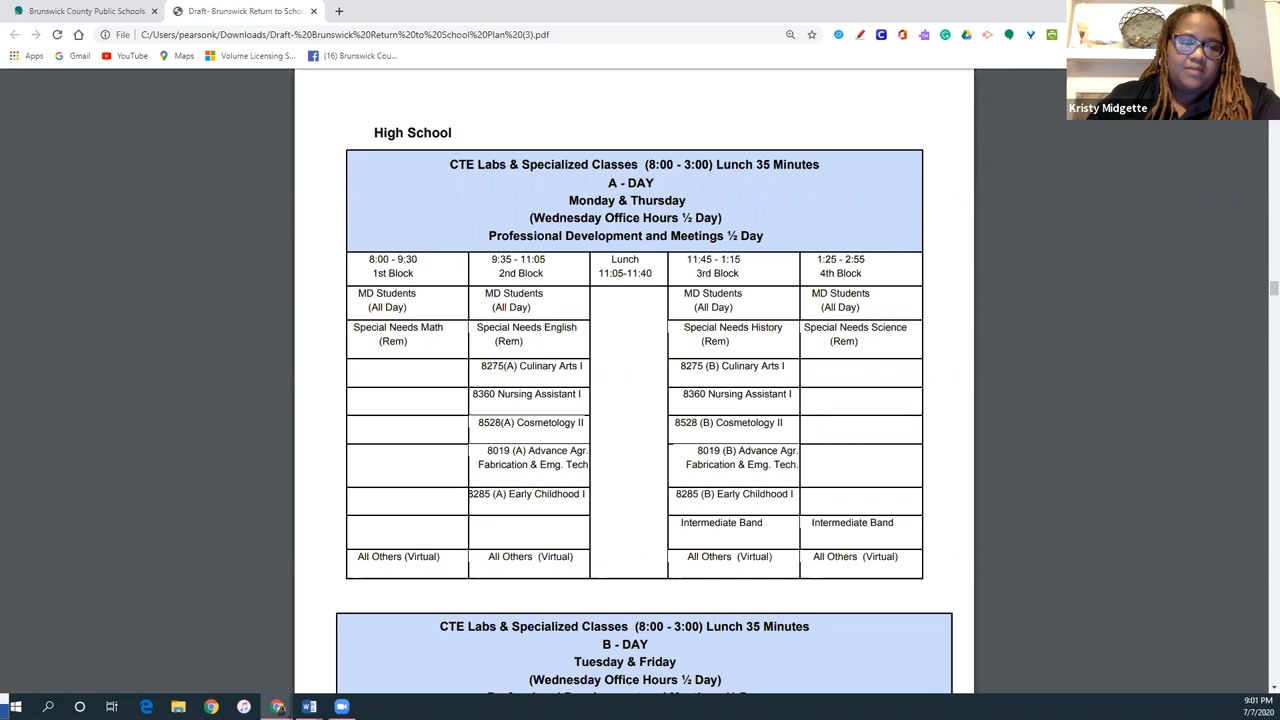 Brunswick County Public Schools
Draft- Brunswick Return to Schoo
File
C:/Users/pearsonk/Downloads/Draft-%20Brunswick%20Return%20to%20School%20Plan%20(3).pdf
Apps
Gmail
YouTube
Maps
Volume Licensing S...
(16) Brunswick Cou...
Kristy Midgette
High School
CTE Labs & Specialized Classes (8:00 - 3:00) Lunch 35 Minutes
A - DAY
Monday & Thursday
(Wednesday Office Hours ½ Day)
Professional Development and Meetings ½ Day
8:00 - 9:30
1st Block
9:35 - 11:05
2nd Block
Lunch
11:05-11:40
11:45 - 1:15
3rd Block
1:25 - 2:55
4th Block
MD Students
(All Day)
MD Students
(All Day)
MD Students
(All Day)
MD Students
(All Day)
Special Needs Math
(Rem)
Special Needs English
(Rem)
Special Needs History
(Rem)
Special Needs Science
(Rem)
8275(A) Culinary Arts I
8275 (B) Culinary Arts I
8360 Nursing Assistant I
8360 Nursing Assistant I
8528(A) Cosmetology II
8528 (B) Cosmetology II
8019 (A) Advance Agr.
Fabrication & Emg. Tech
8019 (B) Advance Agr.
Fabrication & Emg. Tech.
8285 (A) Early Childhood I
8285 (B) Early Childhood I
Intermediate Band
Intermediate Band
All Others (Virtual)
All Others (Virtual)
All Others (Virtual)
All Others (Virtual)
CTE Labs & Specialized Classes (8:00 - 3:00) Lunch 35 Minutes
B - DAY
Tuesday & Friday
(Wednesday Office Hours ½ Day)
9:01 PM
7/7/2020